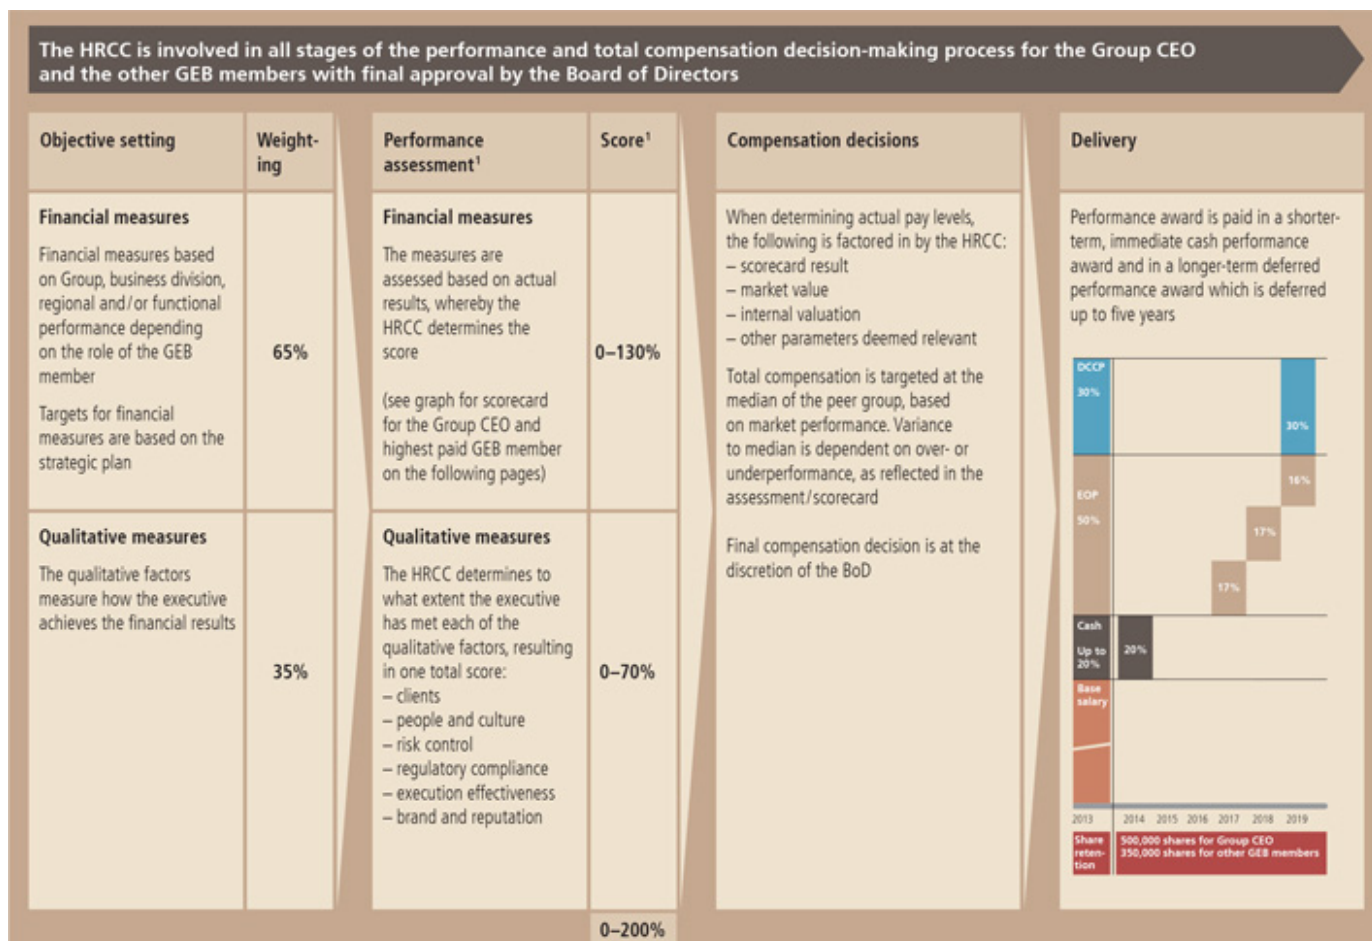 The HRCC is involved in all stages of the performance and total compensation decision-making process for the Group CEO
and the other GEB members with final approval by the Board of Directors
Objective setting
Weight-
ing
Performance
assessment¹
Score¹
Compensation decisions
Delivery
Financial measures
Financial measures based
on Group, business division,
regional and/or functional
performance depending
on the role of the GEB
member
Targets for financial
measures are based on the
strategic plan
65%
Financial measures
The measures are
assessed based on actual
results, whereby the
HRCC determines the
score
(see graph for scorecard
for the Group CEO and
highest paid GEB member
on the following pages)
0–130%
Qualitative measures
The qualitative factors
measure how the executive
achieves the financial results
35%
Qualitative measures
The HRCC determines to
what extent the executive
has met each of the
qualitative factors, resulting
in one total score:
– clients
– people and culture
– risk control
– regulatory compliance
– execution effectiveness
– brand and reputation
0–70%
0–200%
When determining actual pay levels,
the following is factored in by the HRCC:
– scorecard result
– market value
– internal valuation
– other parameters deemed relevant
Total compensation is targeted at the
median of the peer group, based
on market performance. Variance
to median is dependent on over- or
underperformance, as reflected in the
assessment/scorecard
Final compensation decision is at the
discretion of the BoD
Performance award is paid in a shorter-
term, immediate cash performance
award and in a longer-term deferred
performance award which is deferred
up to five years
DCCP
30%
30%
EOP
50%
16%
17%
17%
Cash
Up to
20%
20%
Base
salary
2013 2014 2015 2016 2017 2018 2019
Share
reten-
tion
500,000 shares for Group CEO
350,000 shares for other GEB members